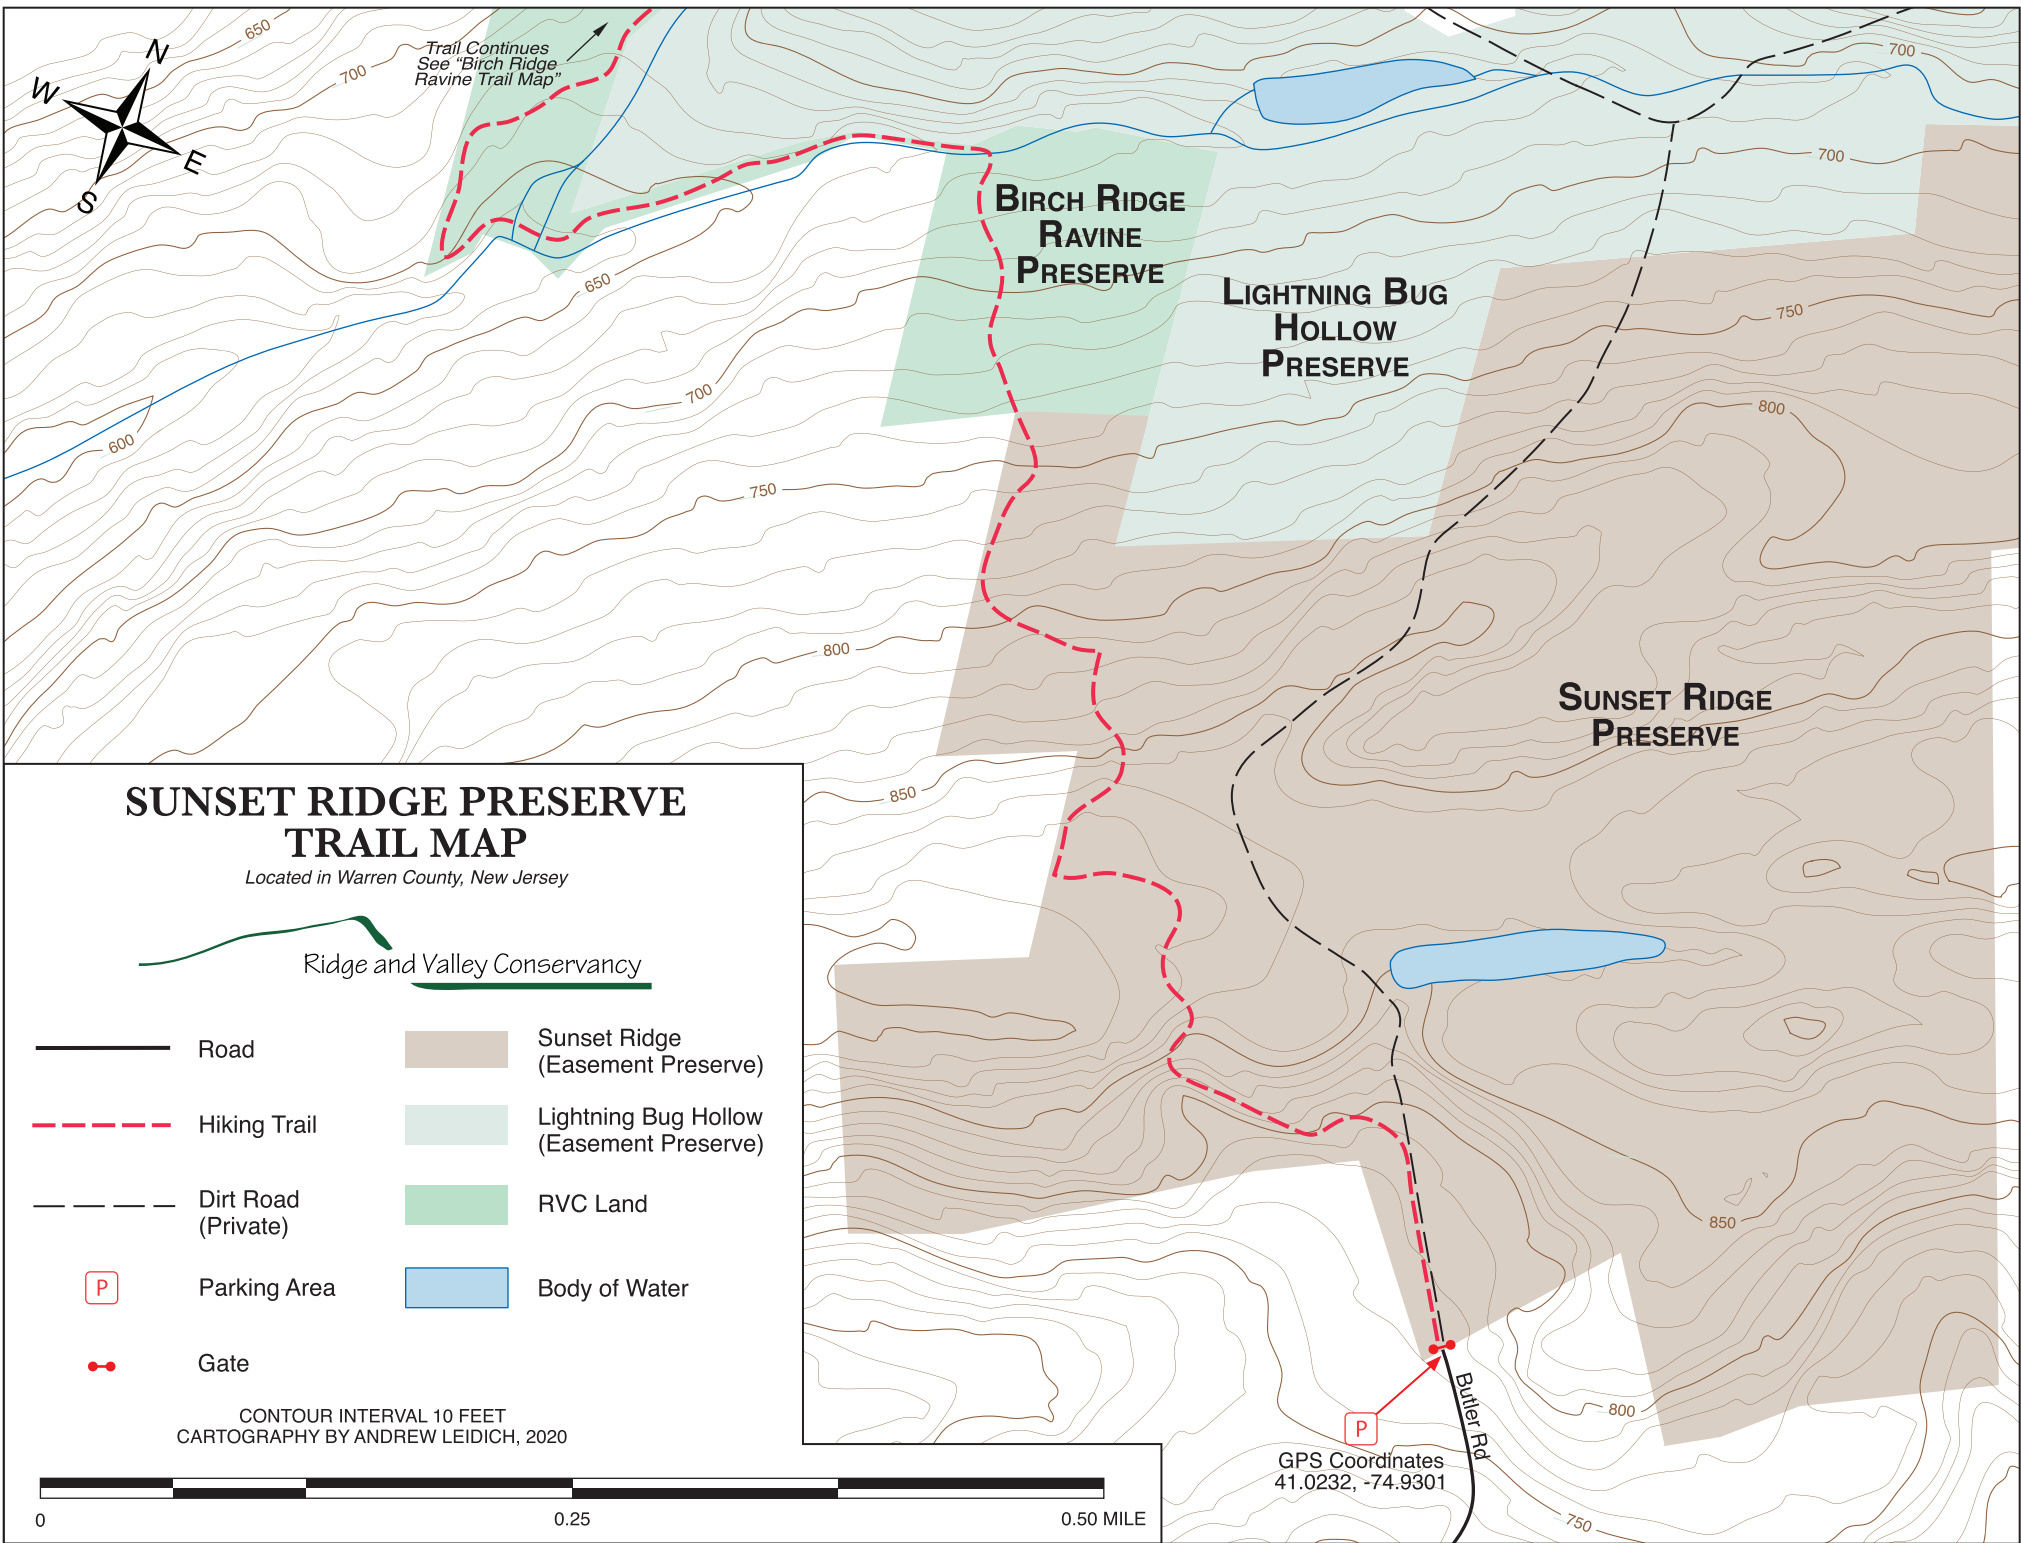 650
700
Trail Continues
See “Birch Ridge
Ravine Trail Map”
N
W
E
S
700
700
BIRCH RIDGE
RAVINE
PRESERVE
650
LIGHTNING BUG
HOLLOW
PRESERVE
750
700
800
600
750
800
SUNSET RIDGE
PRESERVE
850
SUNSET RIDGE PRESERVE
TRAIL MAP
Located in Warren County, New Jersey
Ridge and Valley Conservancy
Road
Hiking Trail
Dirt Road
(Private)
P
Parking Area
Gate
Sunset Ridge
(Easement Preserve)
Lightning Bug Hollow
(Easement Preserve)
RVC Land
Body of Water
CONTOUR INTERVAL 10 FEET
CARTOGRAPHY BY ANDREW LEIDICH, 2020
0
0.25
0.50 MILE
850
800
Butler Rd
P
GPS Coordinates
41.0232, -74.9301
750